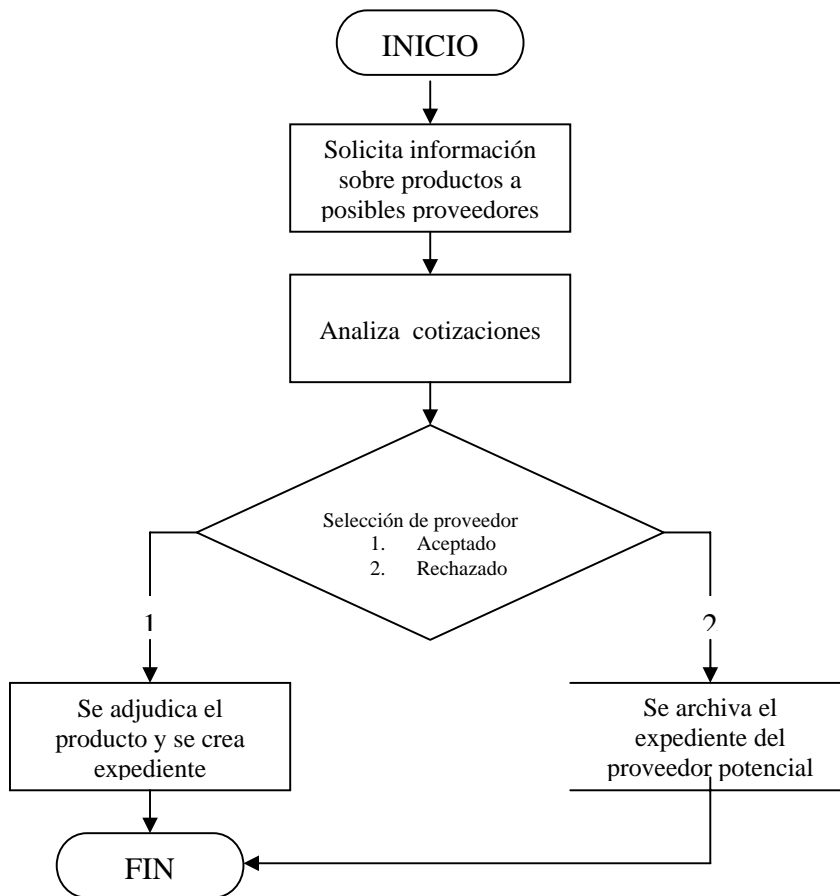 INICIO
Solicita información
sobre productos a
posibles proveedores
Analiza cotizaciones
Selección de proveedor
1. Aceptado
2. Rechazado
1
2
Se adjudica el
producto y se crea
expediente
Se archiva el
expediente del
proveedor potencial
FIN